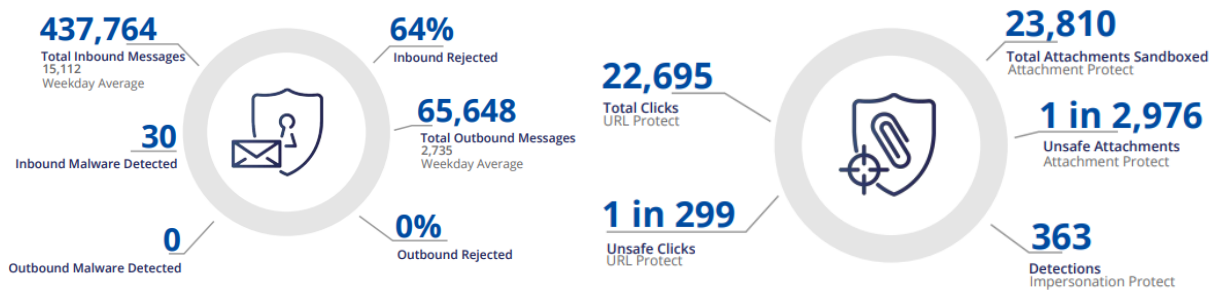 437,764
Total Inbound Messages
15,112
Weekday Average
64%
Inbound Rejected
30
Inbound Malware Detected
65,648
Total Outbound Messages
2,735
Weekday Average
0
Outbound Malware Detected
0%
Outbound Rejected
22,695
Total Clicks
URL Protect
23,810
Total Attachments Sandboxed
Attachment Protect
1 in 2,976
Unsafe Attachments
Attachment Protect
1 in 299
Unsafe Clicks
URL Protect
363
Detections
Impersonation Protect